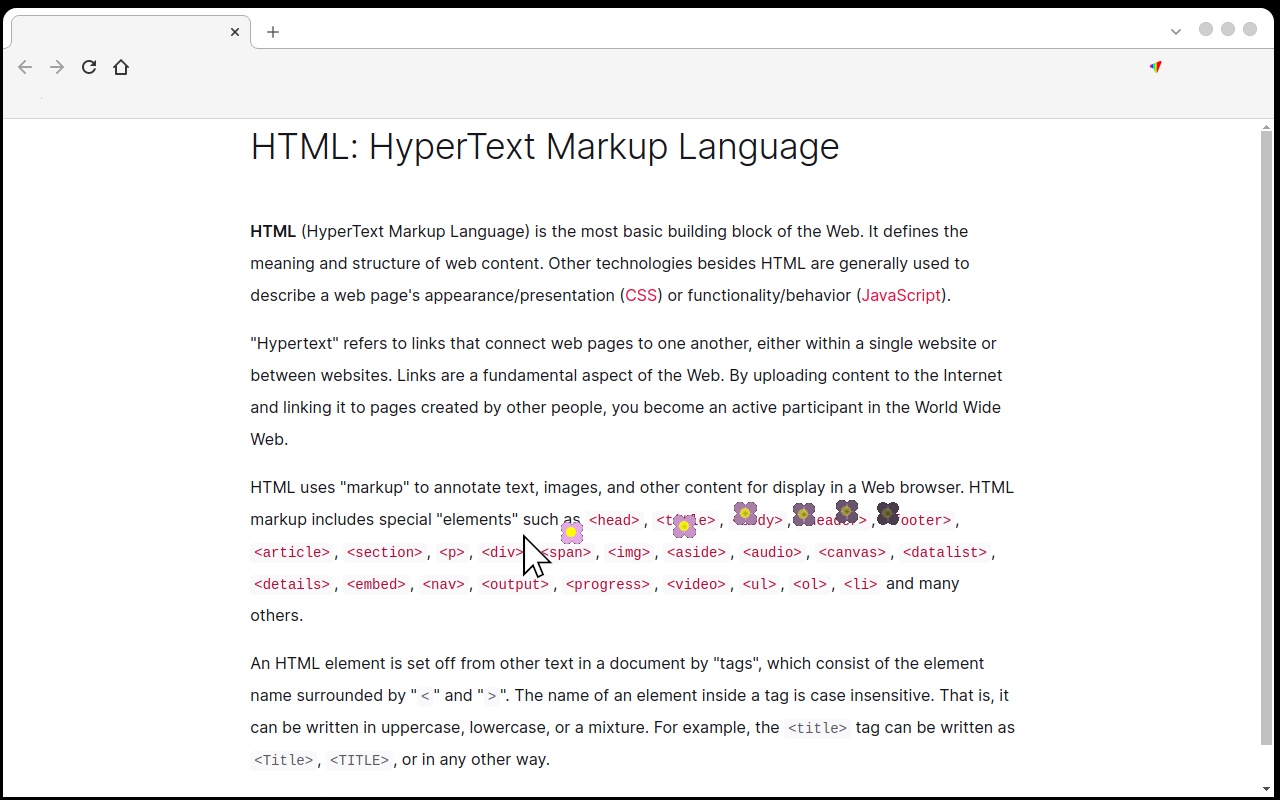 HTML: HyperText Markup Language
HTML (HyperText Markup Language) is the most basic building block of the Web. It defines the
meaning and structure of web content. Other technologies besides HTML are generally used to
describe a web page's appearance/presentation (CSS) or functionality/behavior (JavaScript).
"Hypertext" refers to links that connect web pages to one another, either within a single website or
between websites. Links are a fundamental aspect of the Web. By uploading content to the Internet
and linking it to pages created by other people, you become an active participant in the World Wide
Web.
HTML uses "markup" to annotate text, images, and other content for display in a Web browser. HTML
markup includes special "elements" such as <head>, <title>, <body>, <header>, <footer>,
<article>, <section>, <p>, <div>, <span>, <img>, <aside>, <audio>, <canvas>, <datalist>,
<details>, <embed>, <nav>, <output>, <progress>, <video>, <ul>, <ol>, <li> and many
others.
An HTML element is set off from other text in a document by "tags", which consist of the element
name surrounded by "<" and ">". The name of an element inside a tag is case insensitive. That is, it
can be written in uppercase, lowercase, or a mixture. For example, the <title> tag can be written as
<Title>, <TITLE>, or in any other way.